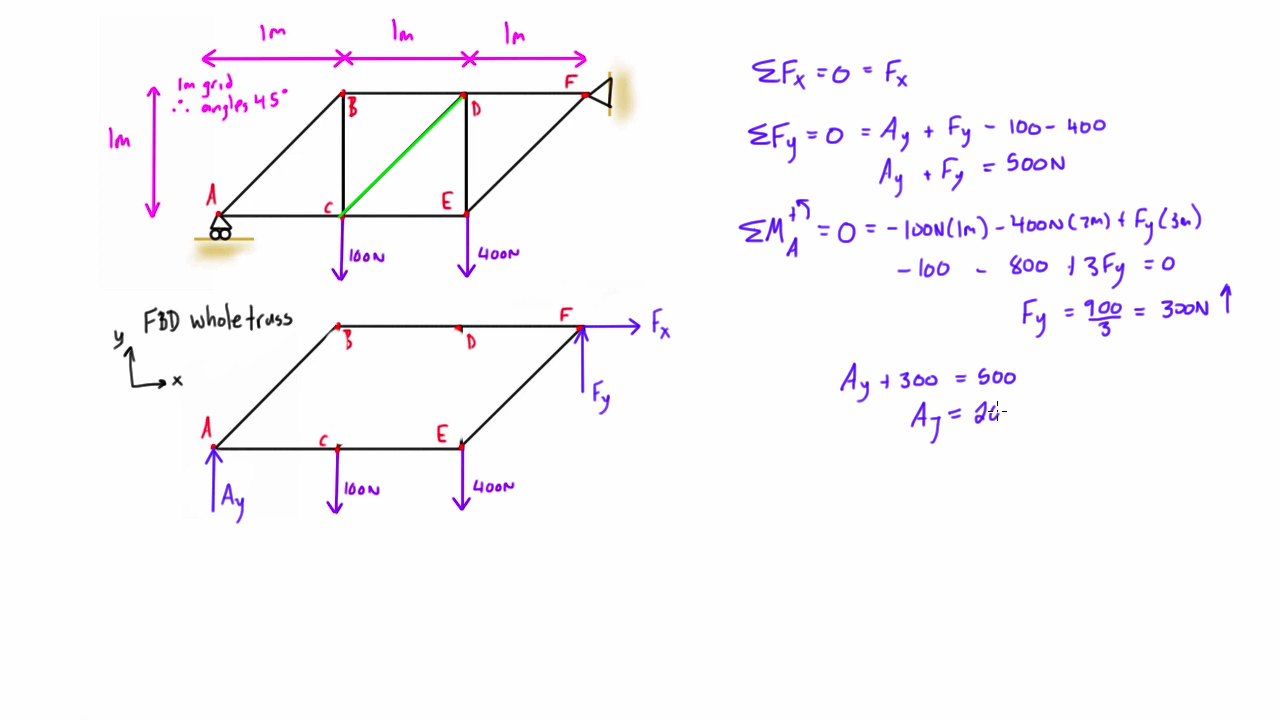 1m 1m 1m
1m grid
∴ angles 45°
1m
A B C D E F
100N 400N
FBD whole truss
y
x
A B C D E F
Fx
Fy
Ay
100N 400N
ΣFx = 0 = Fx
ΣFy = 0 = Ay + Fy - 100 - 400
Ay + Fy = 500N
ΣMA + = 0 = -100N(1m) - 400N(2m) + Fy(3m)
-100 - 800 + 3Fy = 0
Fy = 900/3 = 300N ↑
Ay + 300 = 500
Ay = 20